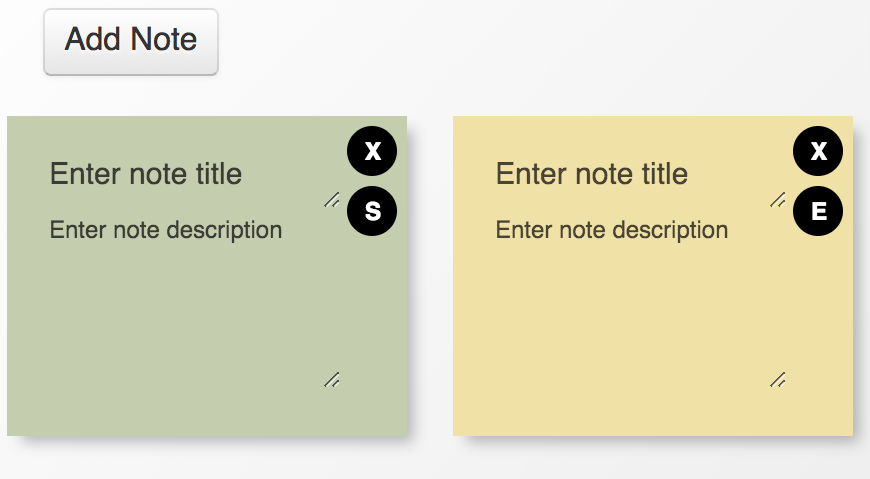 Add Note
Enter note title
X
S
Enter note description
Enter note title
X
E
Enter note description